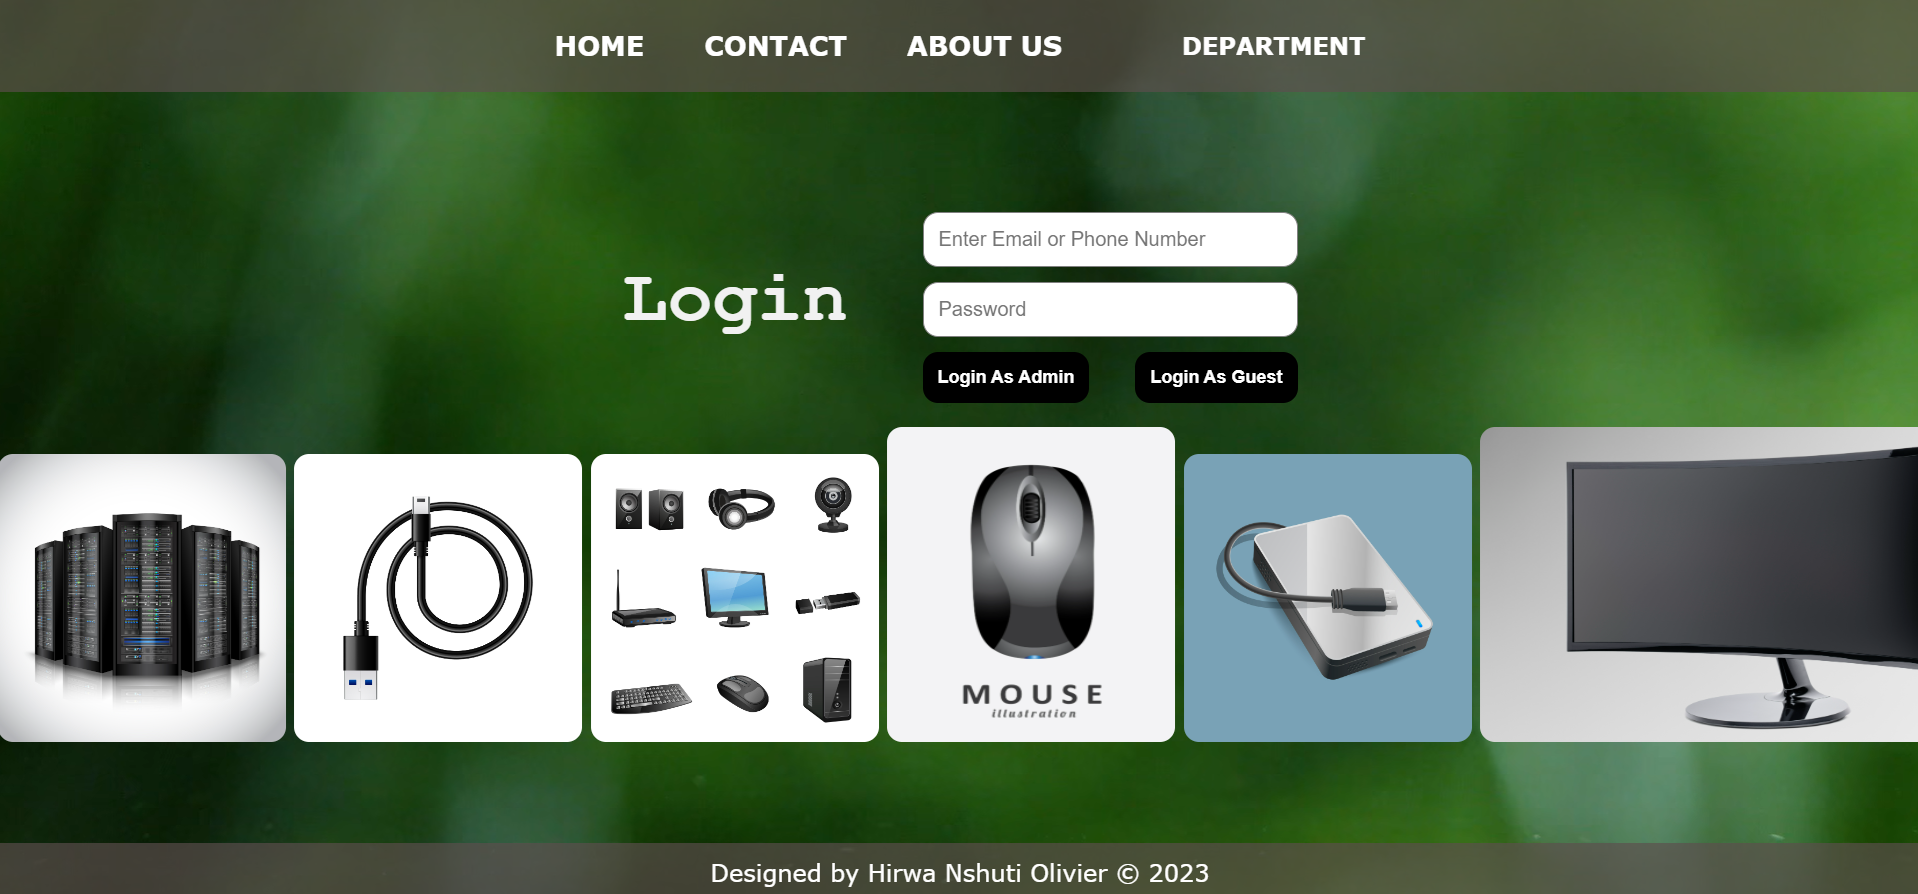 HOME CONTACT ABOUT US DEPARTMENT
Enter Email or Phone Number
Login
Password
Login As Admin Login As Guest
MOUSE
illustration
Designed by Hirwa Nshuti Olivier © 2023